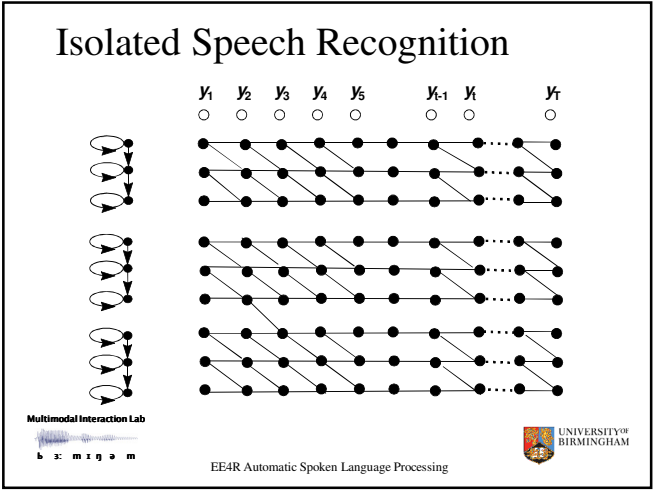 Isolated Speech Recognition
y1 y2 y3 y4 y5 yt-1 yt yT
Multimodal Interaction Lab
b ɜː m ɪ ŋ ə m
EE4R Automatic Spoken Language Processing
UNIVERSITY OF
BIRMINGHAM